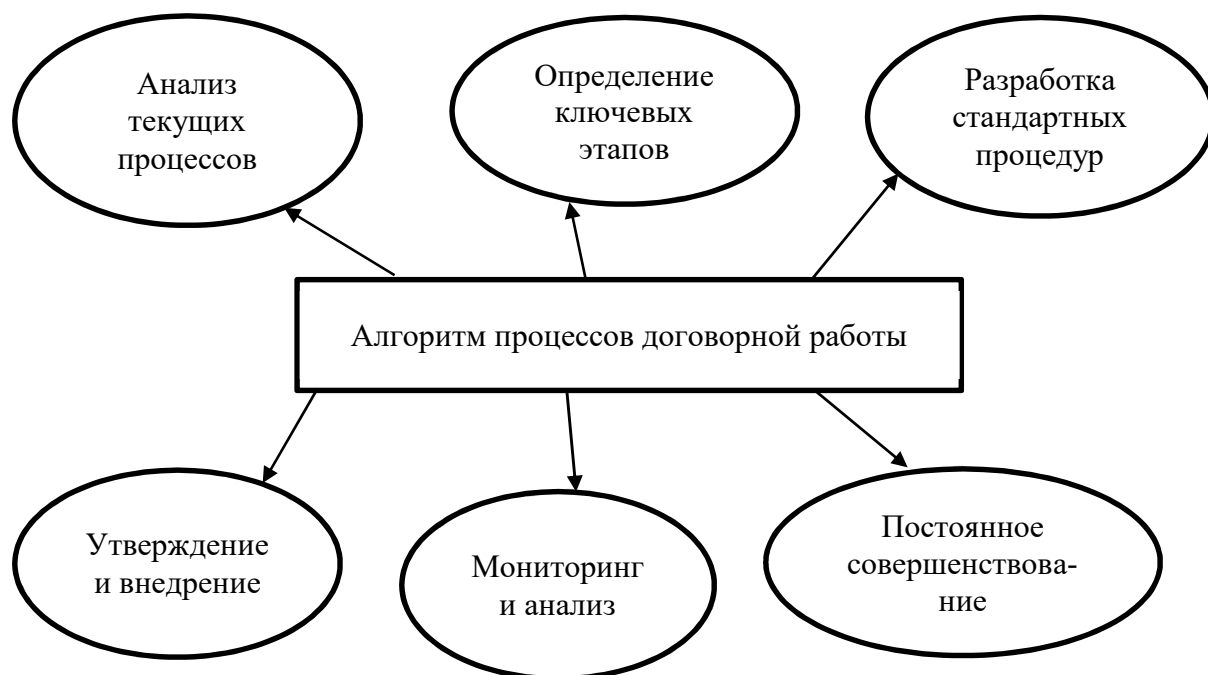 Анализ
текущих
процессов
Определение
ключевых
этапов
Разработка
стандартных
процедур
Алгоритм процессов договорной работы
Утверждение
и внедрение
Мониторинг
и анализ
Постоянное
совершенствова-
ние